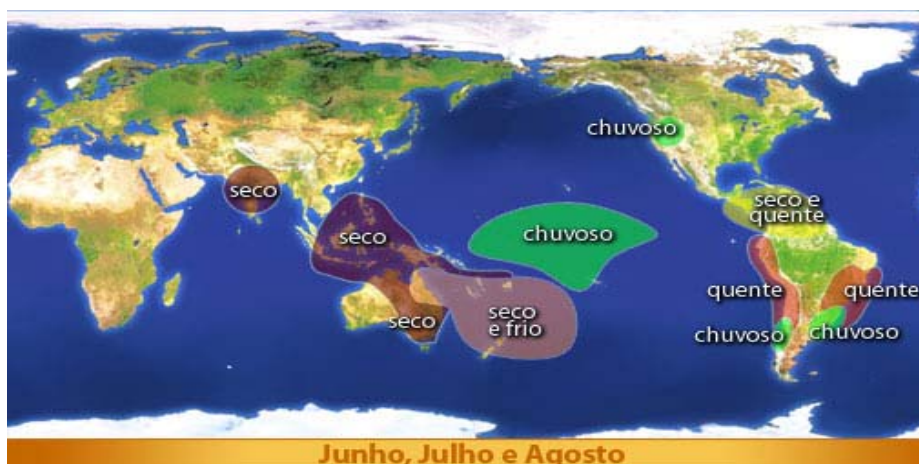 chuvoso
seco
seco e
quente
seco
chuvoso
quente
quente
seco
seco
e frio
chuvoso
chuvoso
Junho, Julho e Agosto